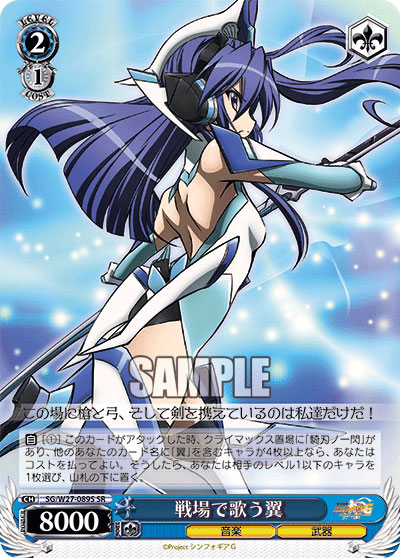 LEVEL
2
1
COST
SAMPLE
この場に槍と弓、そして剣を携えているのは私達だけだ!
自 [①] このカードがアタックした時、クライマックス置場に「騎刃ノ一閃」が
あり、他のあなたのカード名に「翼」を含むキャラが4枚以上なら、あなたは
コストを払ってよい。そうしたら、あなたは相手のレベル1以下のキャラを
1枚選び、山札の下に置く。
CH SG/W27-089S SR
8000
戦場で歌う翼
音楽 武器
©Project シンフォギアG